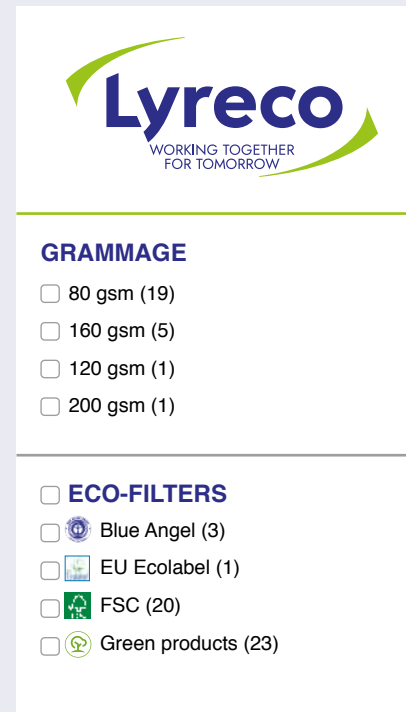 Lyreco
WORKING TOGETHER
FOR TOMORROW
GRAMMAGE
80 gsm (19)
160 gsm (5)
120 gsm (1)
200 gsm (1)
ECO-FILTERS
Blue Angel (3)
EU Ecolabel (1)
FSC (20)
Green products (23)